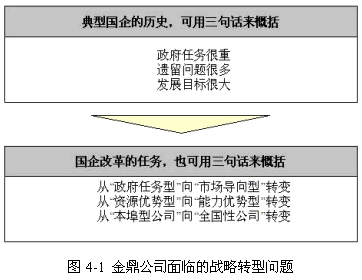 典型国企的历史，可用三句话来概括
政府任务很重
遗留问题很多
发展目标很大
国企改革的任务，也可用三句话来概括
从“政府任务型”向“市场导向型”转变
从“资源优势型”向“能力优势型”转变
从“本埠型公司”向“全国性公司”转变
图 4-1 金鼎公司面临的战略转型问题